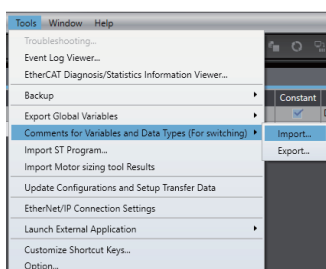 Tools Window Help
Troubleshooting...
Event Log Viewer...
EtherCAT Diagnosis/Statistics Information Viewer...
Backup
Constant
Export Global Variables
Comments for Variables and Data Types (For switching)
Import...
Import ST Program...
Export...
Import Motor sizing tool Results
Update Configurations and Setup Transfer Data
EtherNet/IP Connection Settings
Launch External Application
Customize Shortcut Keys...
Option...